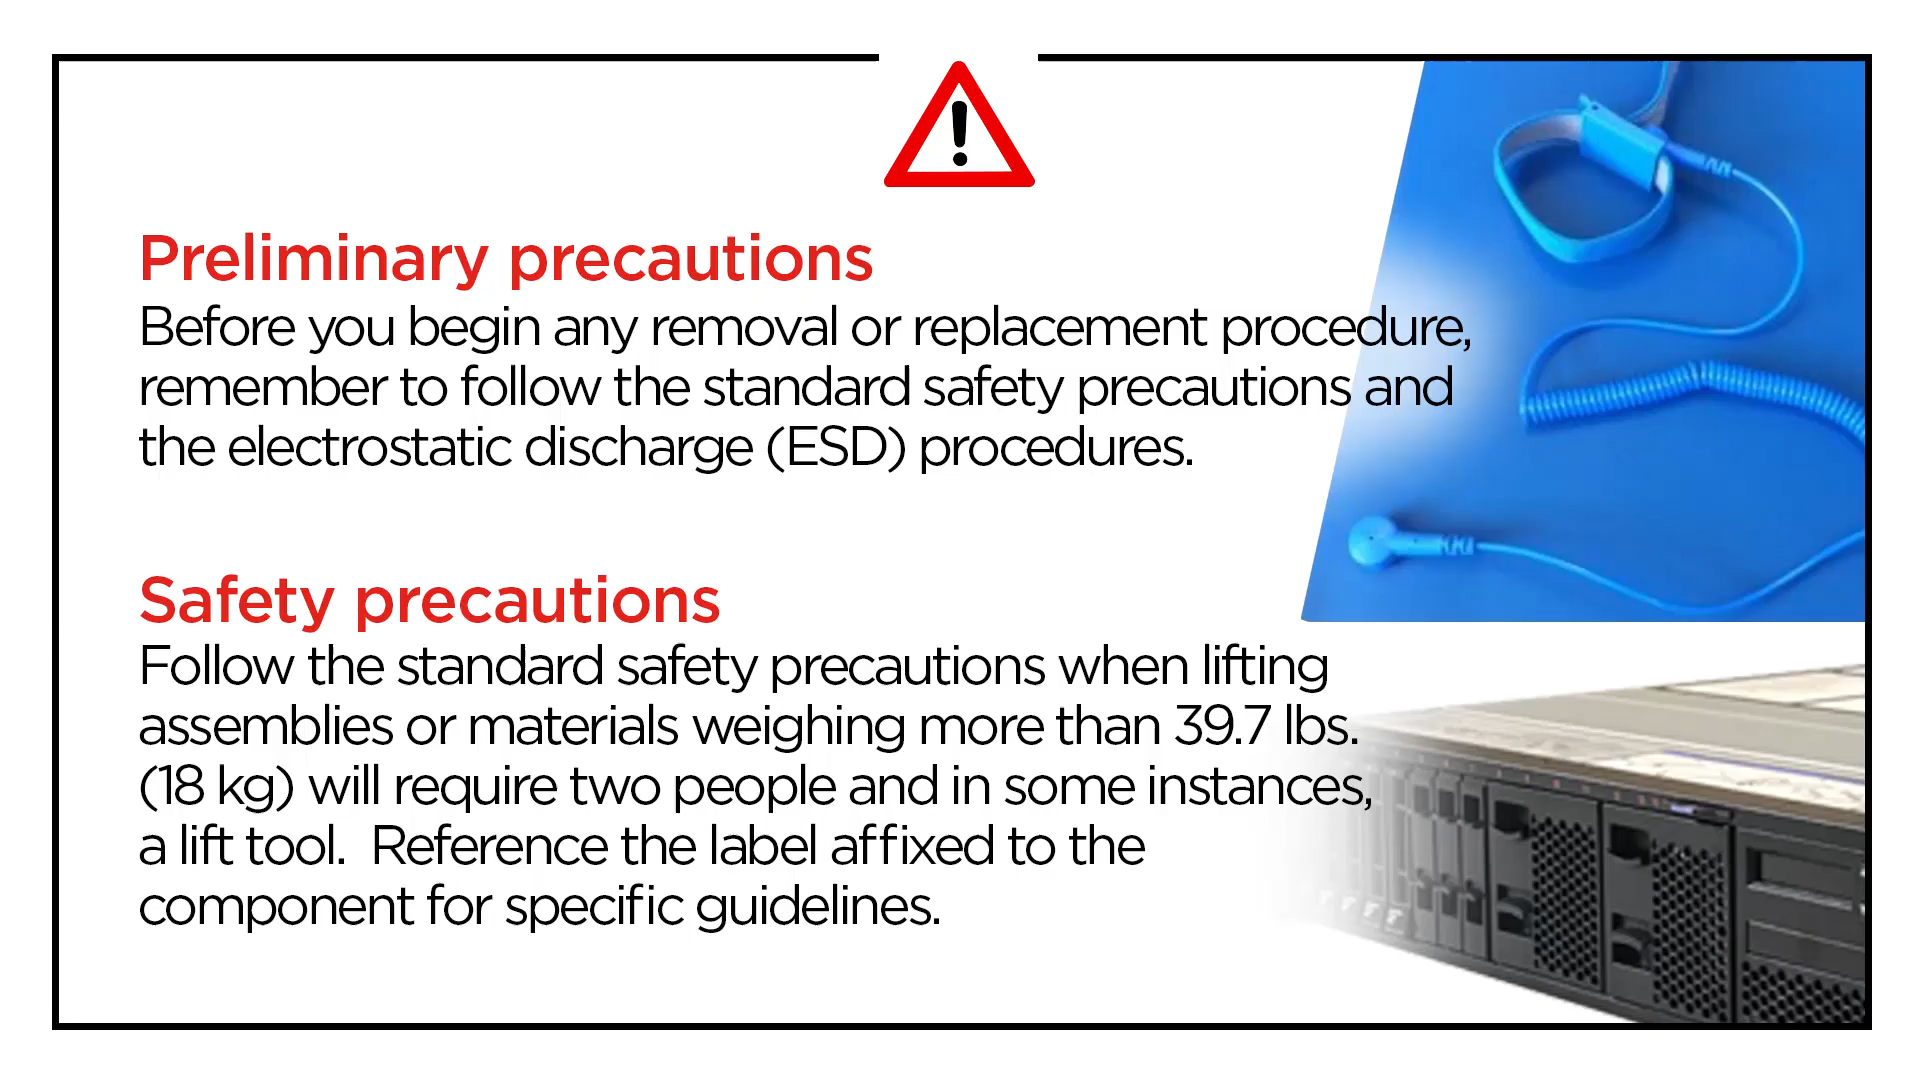 Preliminary precautions
Before you begin any removal or replacement procedure,
remember to follow the standard safety precautions and
the electrostatic discharge (ESD) procedures.
Safety precautions
Follow the standard safety precautions when lifting
assemblies or materials weighing more than 39.7 lbs.
(18 kg) will require two people and in some instances,
a lift tool.  Reference the label affixed to the
component for specific guidelines.